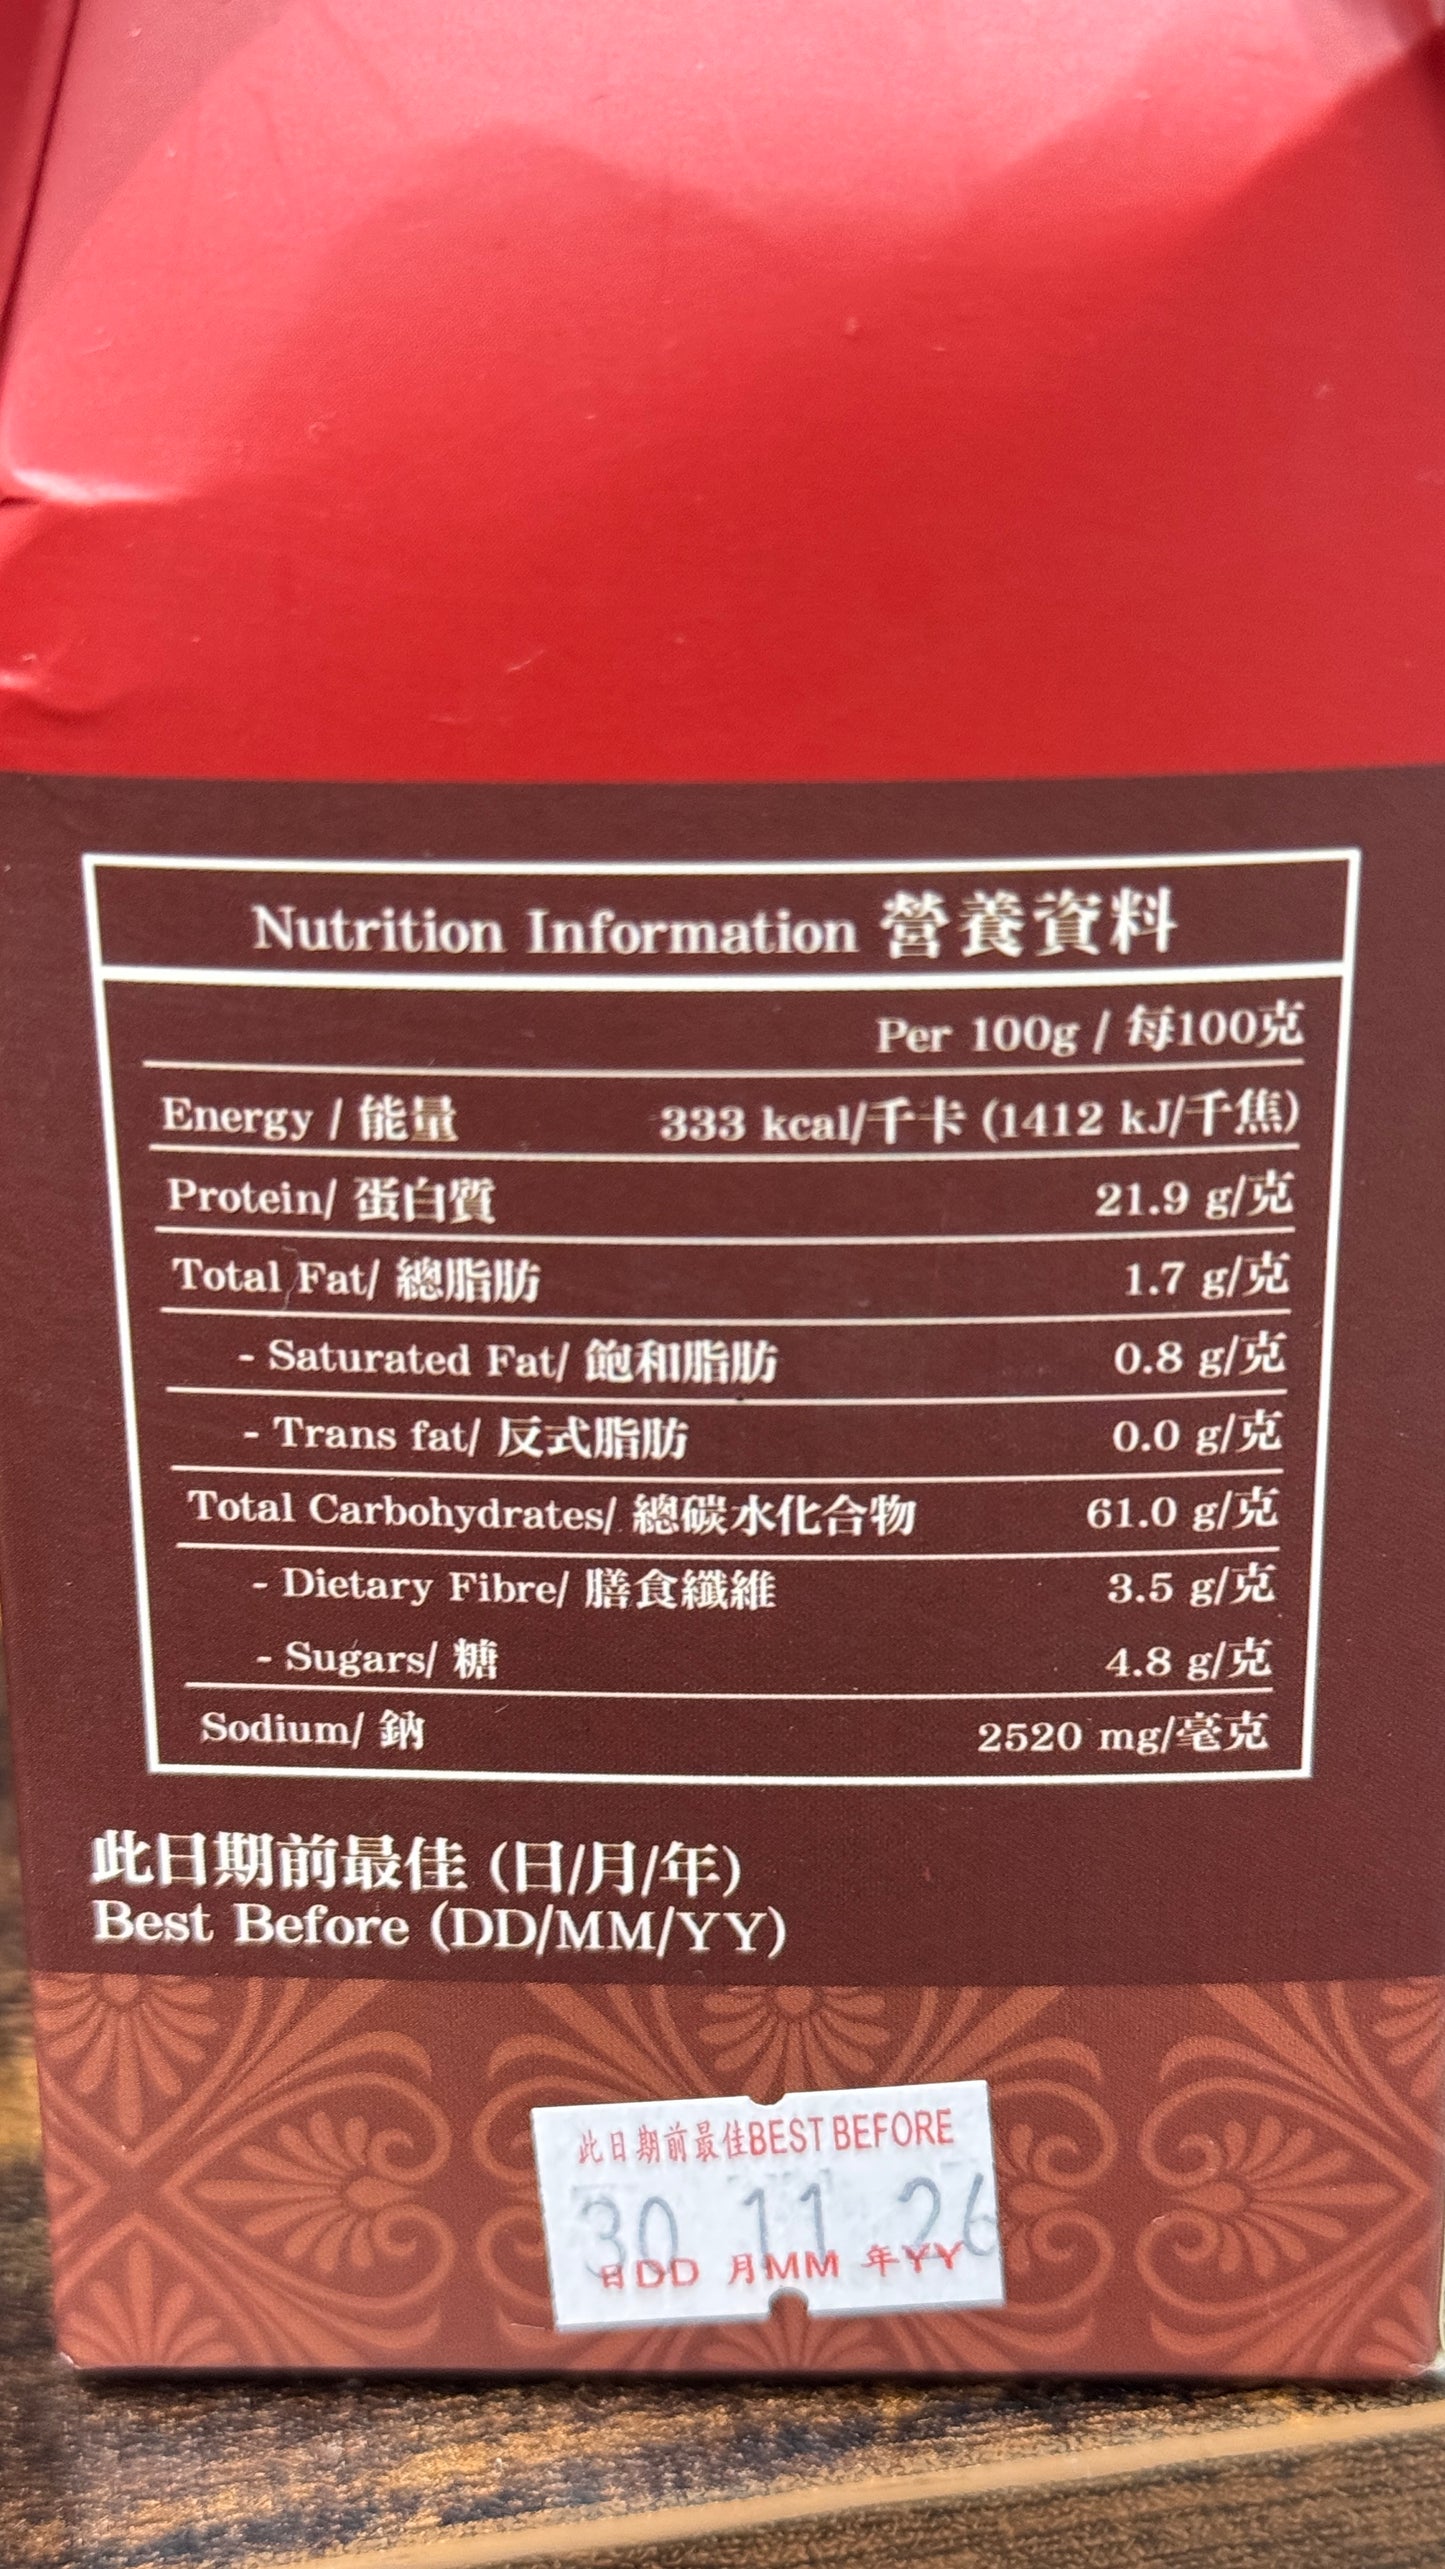 Nutrition Information 營養資料
Per 100g / 每100克
Energy / 能量 333 kcal/千卡 (1412 kJ/千焦)
Protein/ 蛋白質 21.9 g/克
Total Fat/ 總脂肪 1.7 g/克
- Saturated Fat/ 飽和脂肪 0.8 g/克
- Trans fat/ 反式脂肪 0.0 g/克
Total Carbohydrates/ 總碳水化合物 61.0 g/克
- Dietary Fibre/ 膳食纖維 3.5 g/克
- Sugars/ 糖 4.8 g/克
Sodium/ 鈉 2520 mg/毫克
此日期前最佳 (日/月/年)
Best Before (DD/MM/YY)
此日期前最佳BEST BEFORE
30 11 26
日DD 月MM 年YY